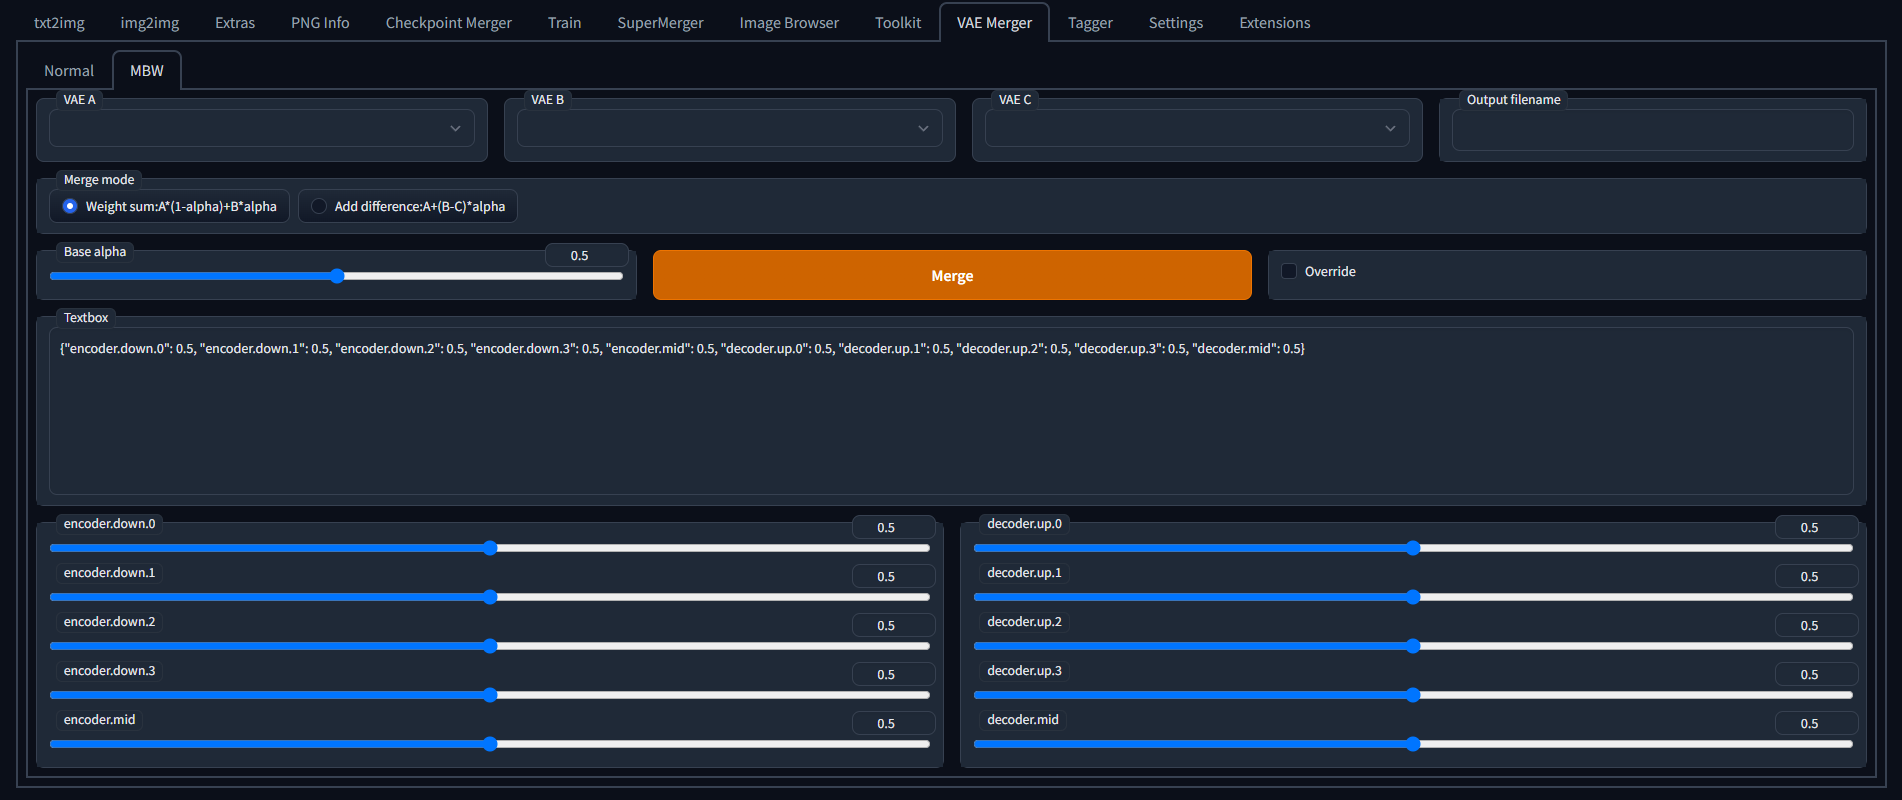 txt2img img2img Extras PNG Info Checkpoint Merger Train SuperMerger Image Browser Toolkit VAE Merger Tagger Settings Extensions
Normal MBW
VAE A VAE B VAE C Output filename
Merge mode
Weight sum:A*(1-alpha)+B*alpha Add difference:A+(B-C)*alpha
Base alpha 0.5
Merge
Override
Textbox
{"encoder.down.0": 0.5, "encoder.down.1": 0.5, "encoder.down.2": 0.5, "encoder.down.3": 0.5, "encoder.mid": 0.5, "decoder.up.0": 0.5, "decoder.up.1": 0.5, "decoder.up.2": 0.5, "decoder.up.3": 0.5, "decoder.mid": 0.5}
encoder.down.0 0.5
encoder.down.1 0.5
encoder.down.2 0.5
encoder.down.3 0.5
encoder.mid 0.5
decoder.up.0 0.5
decoder.up.1 0.5
decoder.up.2 0.5
decoder.up.3 0.5
decoder.mid 0.5